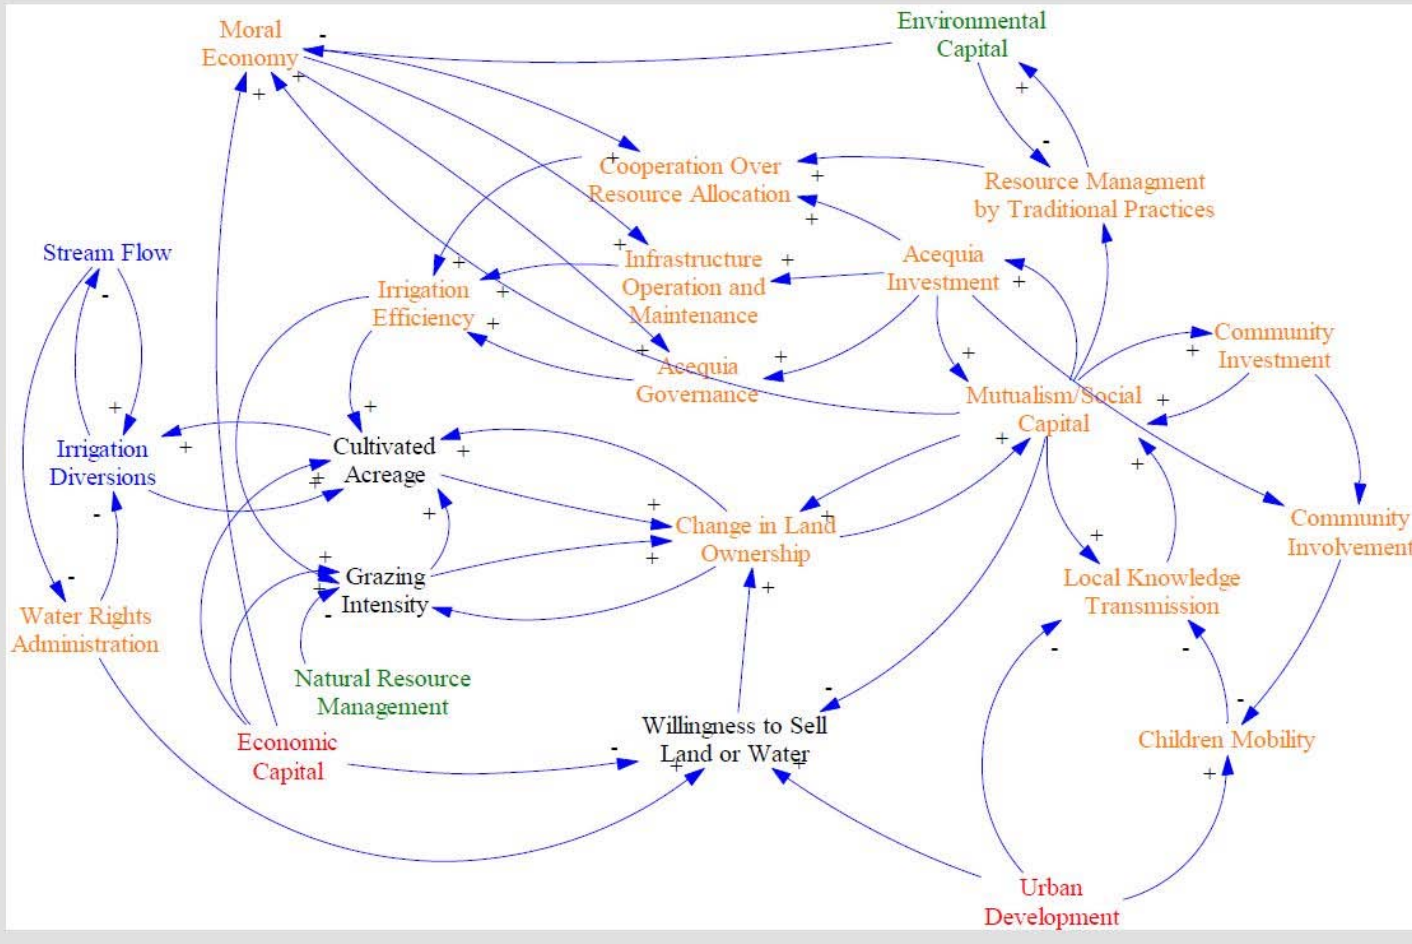 Moral
Economy
Environmental
Capital
Cooperation Over
Resource Allocation
Resource Managment
by Traditional Practices
Stream Flow
Infrastructure
Operation and
Maintenance
Acequia
Investment
Irrigation
Efficiency
Community
Investment
Acequia
Governance
Mutualism/Social
Capital
Irrigation
Diversions
Cultivated
Acreage
Change in Land
Ownership
Community
Involvement
Grazing
Intensity
Local Knowledge
Transmission
Water Rights
Administration
Natural Resource
Management
Willingness to Sell
Land or Water
Economic
Capital
Children Mobility
Urban
Development